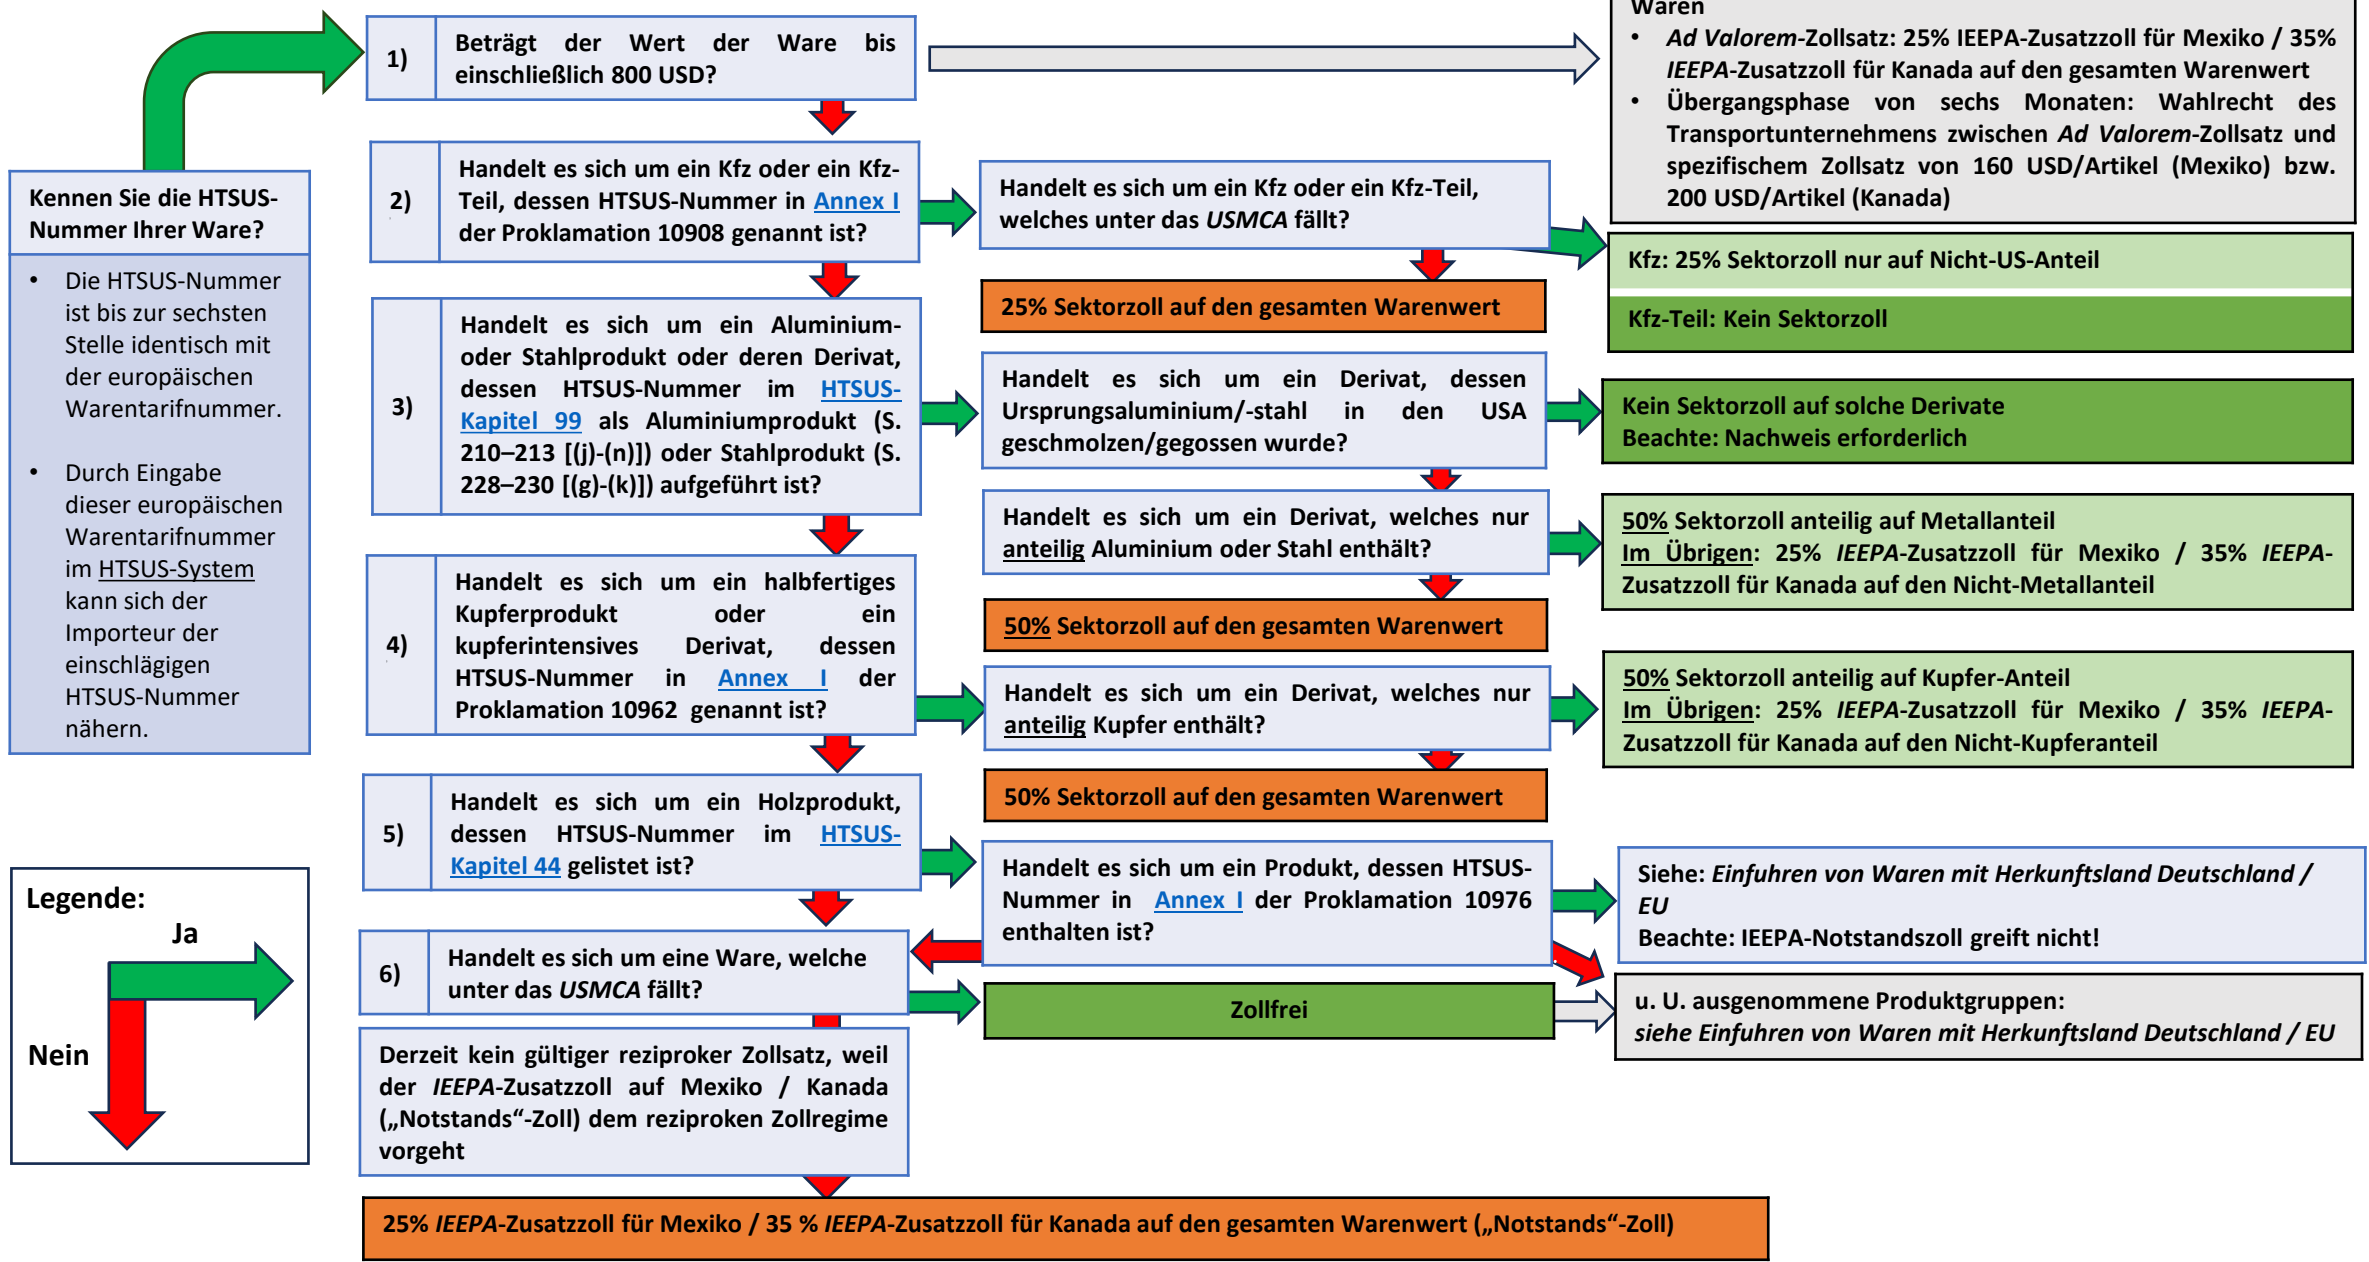 Waren
• Ad Valorem-Zollsatz: 25% IEEPA-Zusatzzoll für Mexiko / 35%
IEEPA-Zusatzzoll für Kanada auf den gesamten Warenwert
• Übergangsphase von sechs Monaten: Wahlrecht des
Transportunternehmens zwischen Ad Valorem-Zollsatz und
spezifischem Zollsatz von 160 USD/Artikel (Mexiko) bzw.
200 USD/Artikel (Kanada)
1)
Beträgt der Wert der Ware bis
einschließlich 800 USD?
Kennen Sie die HTSUS-
Nummer Ihrer Ware?
• Die HTSUS-Nummer
ist bis zur sechsten
Stelle identisch mit
der europäischen
Warentarifnummer.
• Durch Eingabe
dieser europäischen
Warentarifnummer
im HTSUS-System
kann sich der
Importeur der
einschlägigen
HTSUS-Nummer
nähern.
2)
Handelt es sich um ein Kfz oder ein Kfz-
Teil, dessen HTSUS-Nummer in Annex I
der Proklamation 10908 genannt ist?
Handelt es sich um ein Kfz oder ein Kfz-Teil,
welches unter das USMCA fällt?
Kfz: 25% Sektorzoll nur auf Nicht-US-Anteil
Kfz-Teil: Kein Sektorzoll
25% Sektorzoll auf den gesamten Warenwert
3)
Handelt es sich um ein Aluminium-
oder Stahlprodukt oder deren Derivat,
dessen HTSUS-Nummer im HTSUS-
Kapitel 99 als Aluminiumprodukt (S.
210–213 [(j)-(n)]) oder Stahlprodukt (S.
228–230 [(g)-(k)]) aufgeführt ist?
Handelt es sich um ein Derivat, dessen
Ursprungsaluminium/-stahl in den USA
geschmolzen/gegossen wurde?
Kein Sektorzoll auf solche Derivate
Beachte: Nachweis erforderlich
Handelt es sich um ein Derivat, welches nur
anteilig Aluminium oder Stahl enthält?
50% Sektorzoll anteilig auf Metallanteil
Im Übrigen: 25% IEEPA-Zusatzzoll für Mexiko / 35% IEEPA-
Zusatzzoll für Kanada auf den Nicht-Metallanteil
50% Sektorzoll auf den gesamten Warenwert
4)
Handelt es sich um ein halbfertiges
Kupferprodukt oder ein
kupferintensives Derivat, dessen
HTSUS-Nummer in Annex I der
Proklamation 10962 genannt ist?
Handelt es sich um ein Derivat, welches nur
anteilig Kupfer enthält?
50% Sektorzoll anteilig auf Kupfer-Anteil
Im Übrigen: 25% IEEPA-Zusatzzoll für Mexiko / 35% IEEPA-
Zusatzzoll für Kanada auf den Nicht-Kupferanteil
50% Sektorzoll auf den gesamten Warenwert
5)
Handelt es sich um ein Holzprodukt,
dessen HTSUS-Nummer im HTSUS-
Kapitel 44 gelistet ist?
Handelt es sich um ein Produkt, dessen HTSUS-
Nummer in Annex I der Proklamation 10976
enthalten ist?
Siehe: Einfuhren von Waren mit Herkunftsland Deutschland /
EU
Beachte: IEEPA-Notstandszoll greift nicht!
6)
Handelt es sich um eine Ware, welche
unter das USMCA fällt?
Zollfrei
u. U. ausgenommene Produktgruppen:
siehe Einfuhren von Waren mit Herkunftsland Deutschland / EU
Derzeit kein gültiger reziproker Zollsatz, weil
der IEEPA-Zusatzzoll auf Mexiko / Kanada
(„Notstands“-Zoll) dem reziproken Zollregime
vorgeht
25% IEEPA-Zusatzzoll für Mexiko / 35 % IEEPA-Zusatzzoll für Kanada auf den gesamten Warenwert („Notstands“-Zoll)
Legende:
Ja
Nein